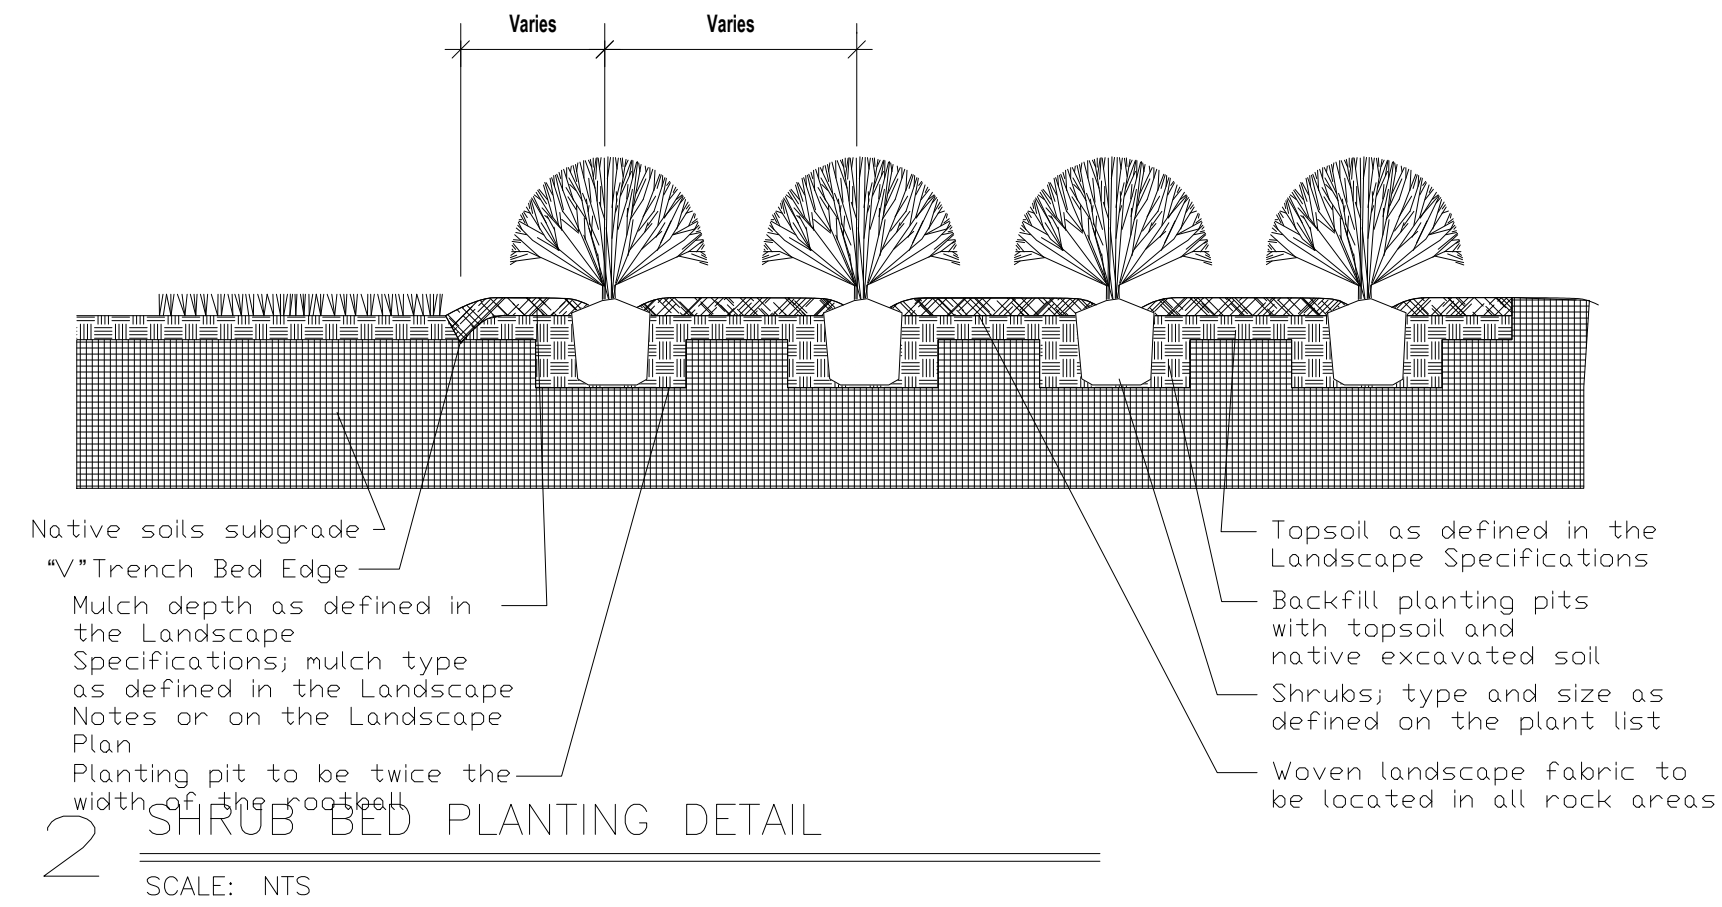 Varies
Varies
Native soils subgrade
“V”Trench Bed Edge
Mulch depth as defined in
the Landscape
Specifications; mulch type
as defined in the Landscape
Notes or on the Landscape
Plan
Planting pit to be twice the
width of the rootball
Topsoil as defined in the
Landscape Specifications
Backfill planting pits
with topsoil and
native excavated soil
Shrubs; type and size as
defined on the plant list
Woven landscape fabric to
be located in all rock areas
2
SHRUB BED PLANTING DETAIL
SCALE: NTS